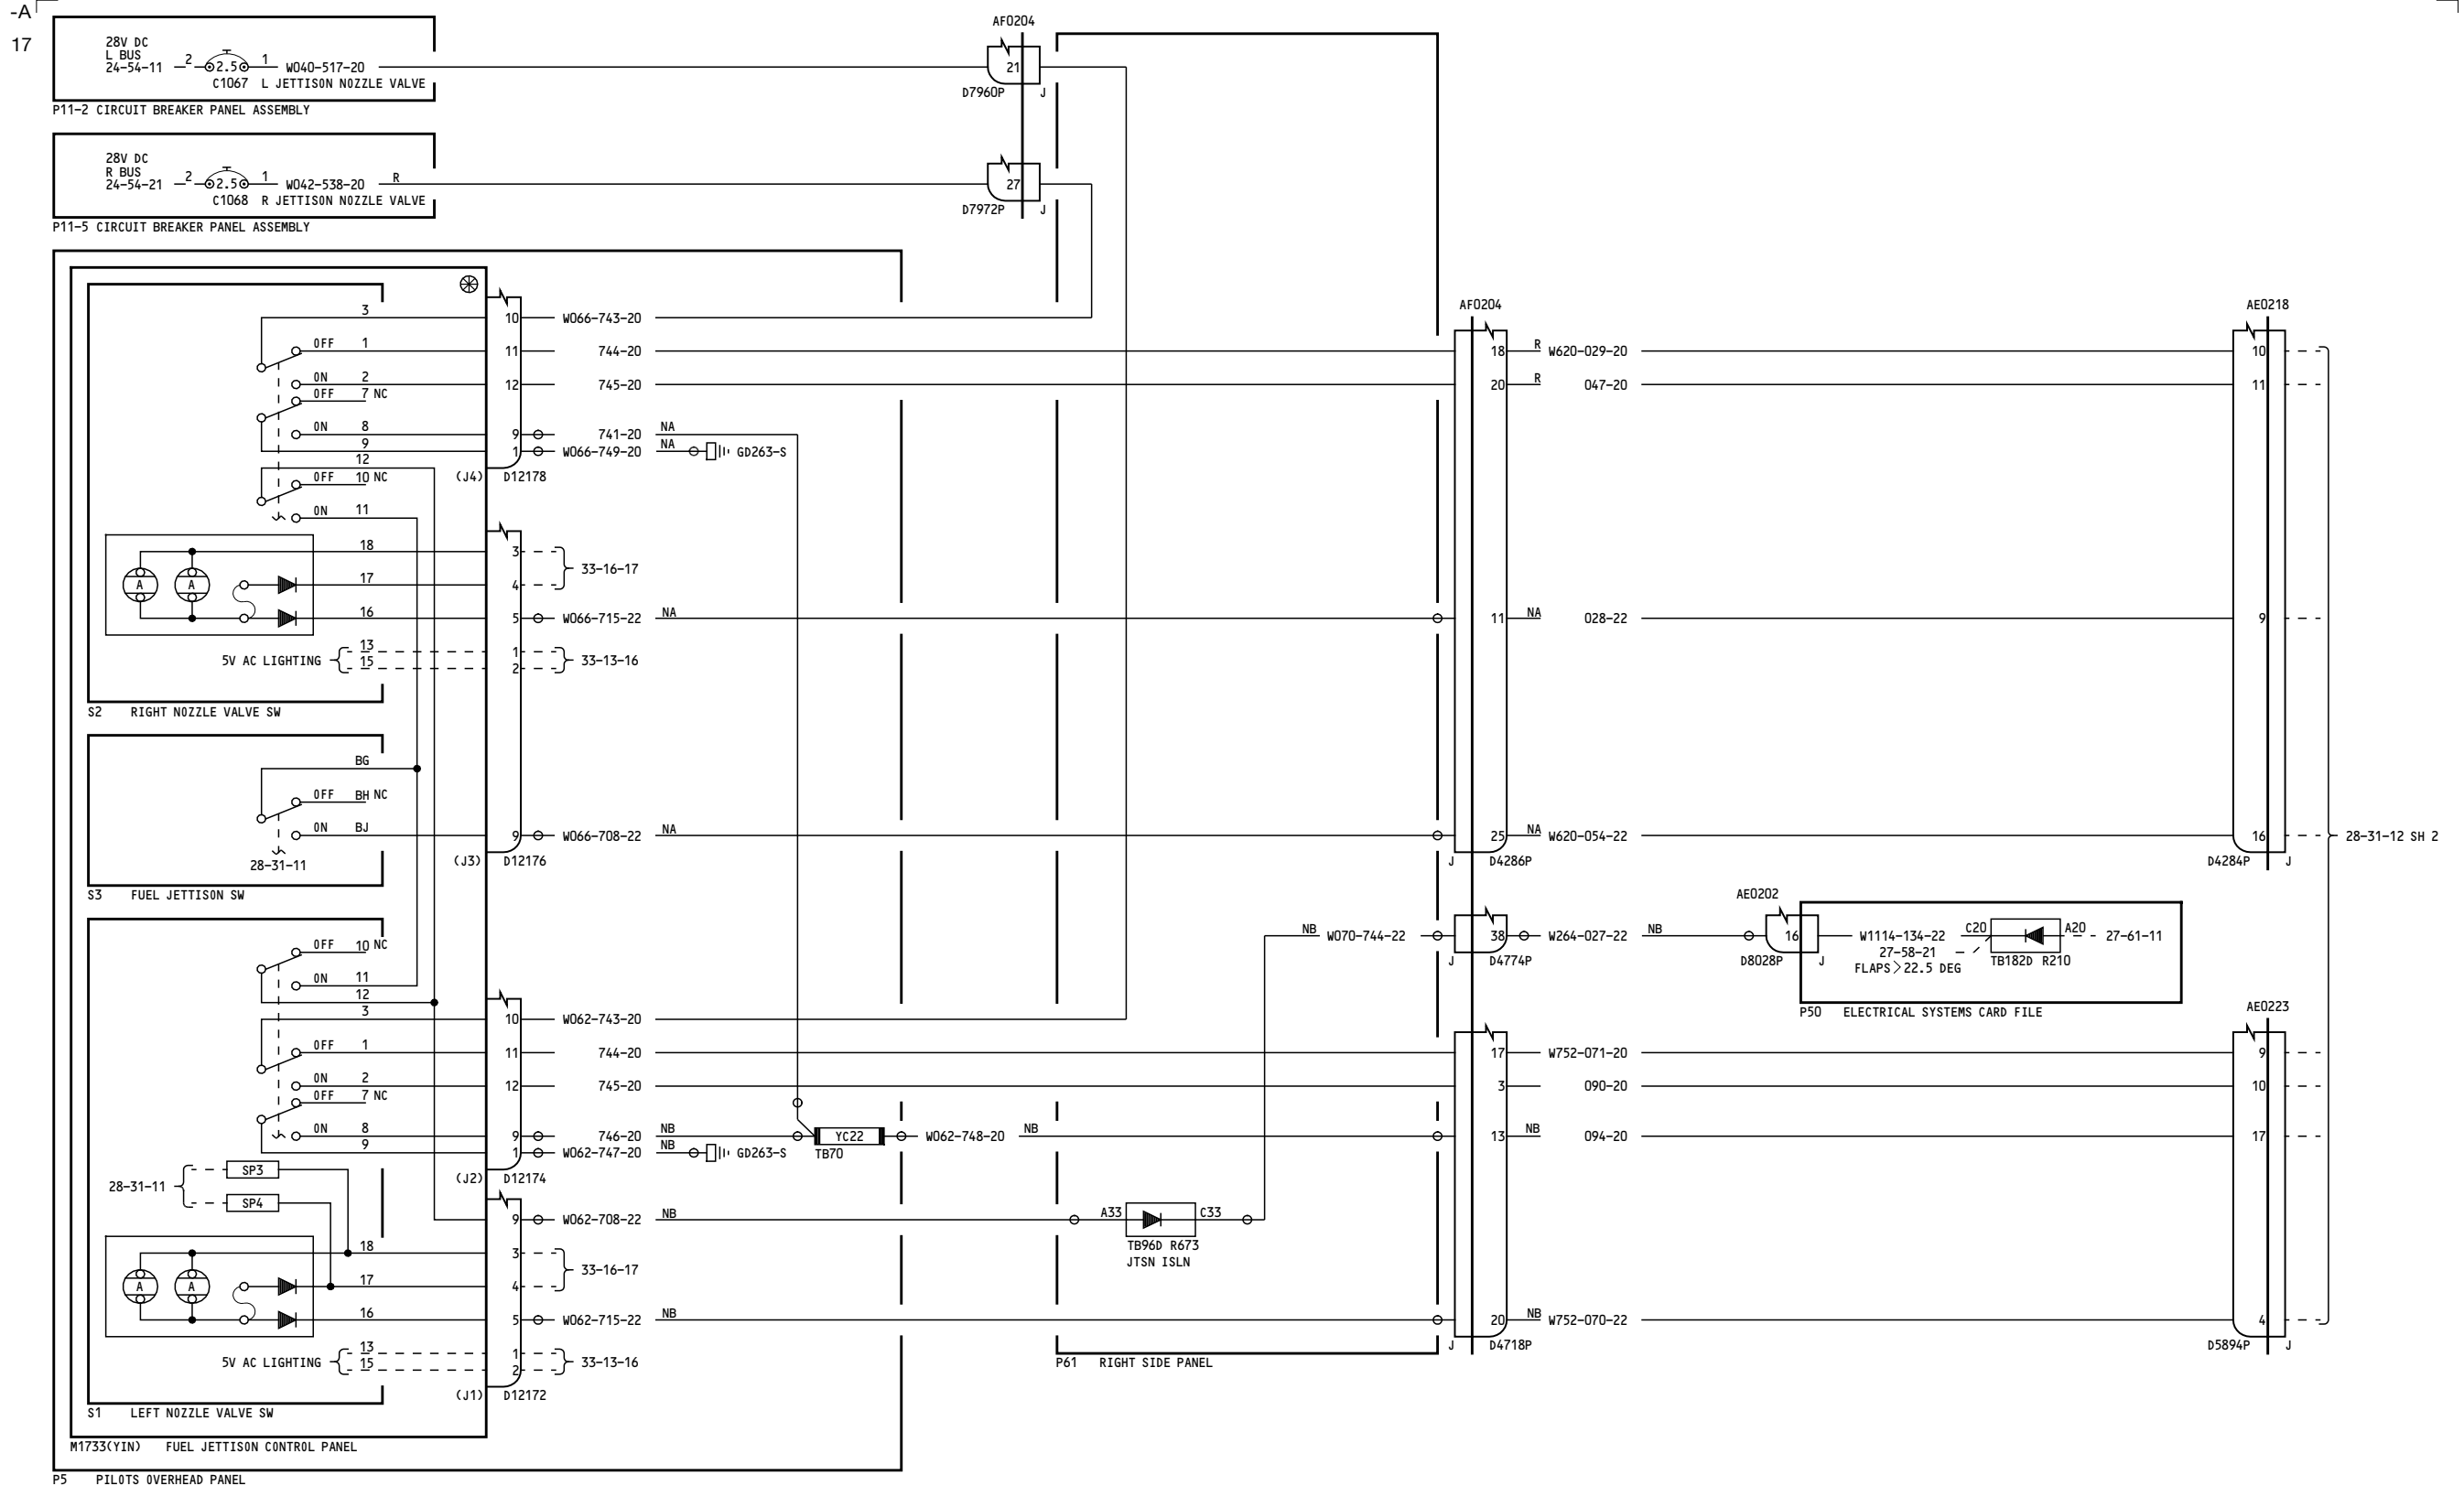 -A
17
28V DC
L BUS
24-54-11
2
2.5
1
W040-517-20
C1067 L JETTISON NOZZLE VALVE
P11-2 CIRCUIT BREAKER PANEL ASSEMBLY
AF0204
21
D7960P
J
28V DC
R BUS
24-54-21
2
2.5
1
W042-538-20
R
C1068 R JETTISON NOZZLE VALVE
P11-5 CIRCUIT BREAKER PANEL ASSEMBLY
27
D7972P
J
3
10
W066-743-20
OFF 1
11
744-20
ON 2
12
745-20
OFF 7 NC
ON 8
9
741-20
NA
9
1
W066-749-20
NA
GD263-S
12
(J4)
D12178
OFF 10 NC
ON 11
18
3
33-16-17
A
A
17
4
16
5
W066-715-22
NA
5V AC LIGHTING
13
15
1
2
33-13-16
S2 RIGHT NOZZLE VALVE SW
BG
OFF BH NC
ON BJ
9
W066-708-22
NA
28-31-11
(J3)
D12176
S3 FUEL JETTISON SW
OFF 10 NC
ON 11
12
3
10
W062-743-20
OFF 1
11
744-20
ON 2
12
745-20
OFF 7 NC
ON 8
9
746-20
NB
YC22
TB70
W062-748-20
NB
9
1
W062-747-20
NB
GD263-S
(J2)
D12174
28-31-11
SP3
SP4
9
W062-708-22
NB
A33
C33
TB96D R673
JTSN ISLN
18
3
33-16-17
A
A
17
4
16
5
W062-715-22
NB
5V AC LIGHTING
13
15
1
2
33-13-16
(J1)
D12172
S1 LEFT NOZZLE VALVE SW
M1733(YIN) FUEL JETTISON CONTROL PANEL
P5 PILOTS OVERHEAD PANEL
P61 RIGHT SIDE PANEL
AF0204
18
R
W620-029-20
20
R
047-20
11
NA
028-22
25
NA
W620-054-22
J
D4286P
NB
W070-744-22
38
W264-027-22
NB
J
D4774P
17
W752-071-20
3
090-20
13
NB
094-20
20
NB
W752-070-22
J
D4718P
AE0202
16
D8028P
J
W1114-134-22
C20
A20
27-61-11
27-58-21
FLAPS>22.5 DEG
TB182D R210
P50 ELECTRICAL SYSTEMS CARD FILE
AE0218
10
11
9
16
D4284P
J
28-31-12 SH 2
AE0223
9
10
17
4
D5894P
J